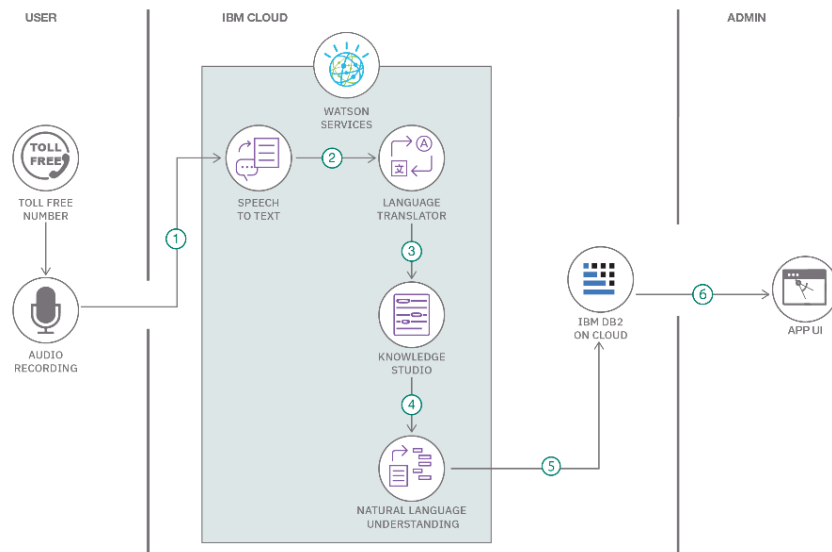 USER
IBM CLOUD
ADMIN
WATSON
SERVICES
TOLL
FREE
TOLL FREE
NUMBER
SPEECH
TO TEXT
2
A
文
LANGUAGE
TRANSLATOR
1
3
AUDIO
RECORDING
KNOWLEDGE
STUDIO
IBM DB2
ON CLOUD
6
APP UI
4
NATURAL LANGUAGE
UNDERSTANDING
5